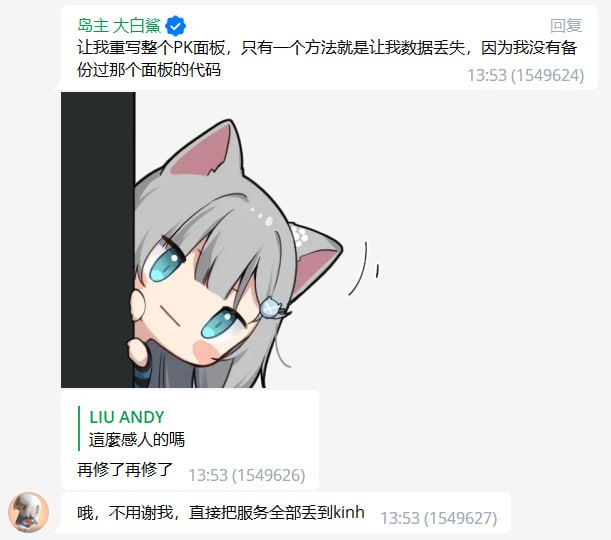 岛主 大白鲨
回复
让我重写整个PK面板，只有一个方法就是让我数据丢失，因为我没有备
份过那个面板的代码
13:53 (1549624)
LIU ANDY
這麼感人的嗎
再修了再修了
13:53 (1549626)
哦，不用谢我，直接把服务全部丢到kinh
13:53 (1549627)